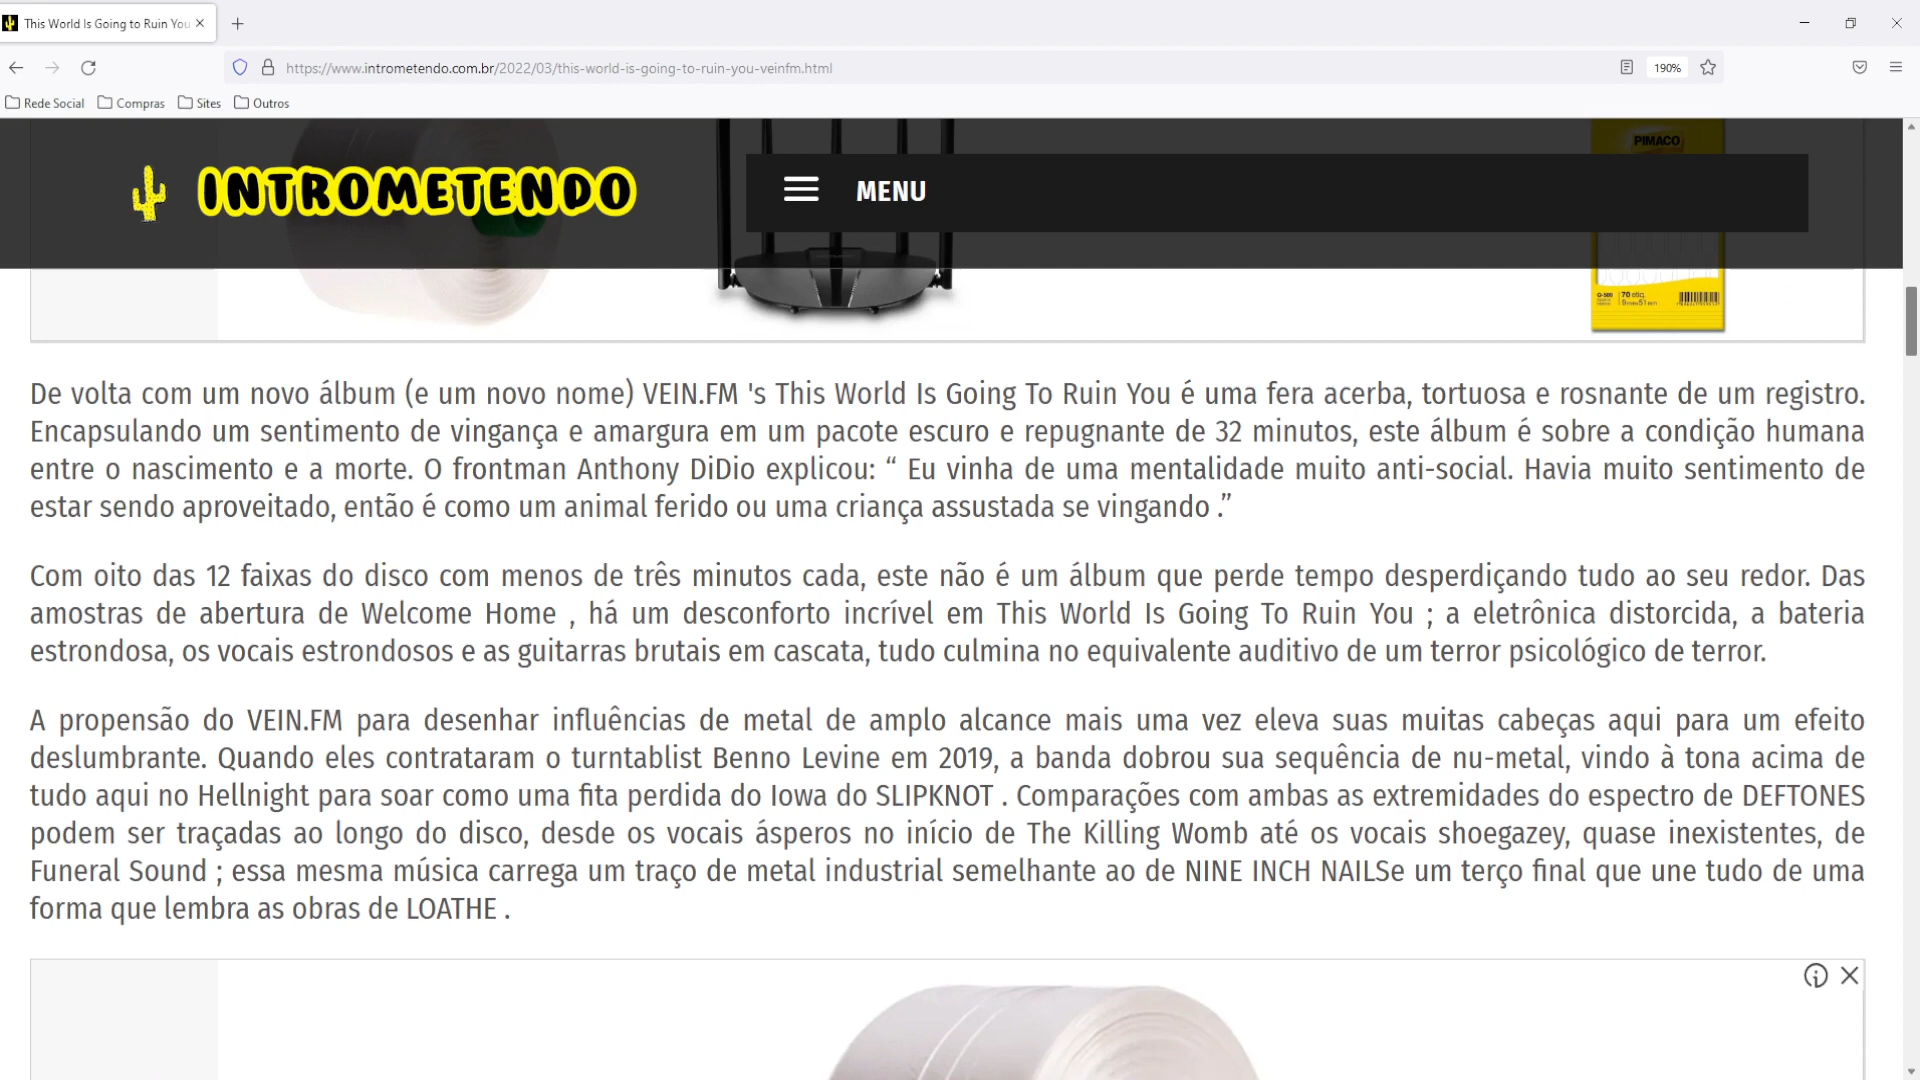 This World Is Going to Ruin You
https://www.intrometendo.com.br/2022/03/this-world-is-going-to-ruin-you-veinfm.html
190%
Rede Social
Compras
Sites
Outros
INTROMETENDO
MENU
PIMACO
70 etiq.
De volta com um novo álbum (e um novo nome) VEIN.FM 's This World Is Going To Ruin You é uma fera acerba, tortuosa e rosnante de um registro.
Encapsulando um sentimento de vingança e amargura em um pacote escuro e repugnante de 32 minutos, este álbum é sobre a condição humana
entre o nascimento e a morte. O frontman Anthony DiDio explicou: “ Eu vinha de uma mentalidade muito anti-social. Havia muito sentimento de
estar sendo aproveitado, então é como um animal ferido ou uma criança assustada se vingando .”
Com oito das 12 faixas do disco com menos de três minutos cada, este não é um álbum que perde tempo desperdiçando tudo ao seu redor. Das
amostras de abertura de Welcome Home , há um desconforto incrível em This World Is Going To Ruin You ; a eletrônica distorcida, a bateria
estrondosa, os vocais estrondosos e as guitarras brutais em cascata, tudo culmina no equivalente auditivo de um terror psicológico de terror.
A propensão do VEIN.FM para desenhar influências de metal de amplo alcance mais uma vez eleva suas muitas cabeças aqui para um efeito
deslumbrante. Quando eles contrataram o turntablist Benno Levine em 2019, a banda dobrou sua sequência de nu-metal, vindo à tona acima de
tudo aqui no Hellnight para soar como uma fita perdida do Iowa do SLIPKNOT . Comparações com ambas as extremidades do espectro de DEFTONES
podem ser traçadas ao longo do disco, desde os vocais ásperos no início de The Killing Womb até os vocais shoegazey, quase inexistentes, de
Funeral Sound ; essa mesma música carrega um traço de metal industrial semelhante ao de NINE INCH NAILSe um terço final que une tudo de uma
forma que lembra as obras de LOATHE .